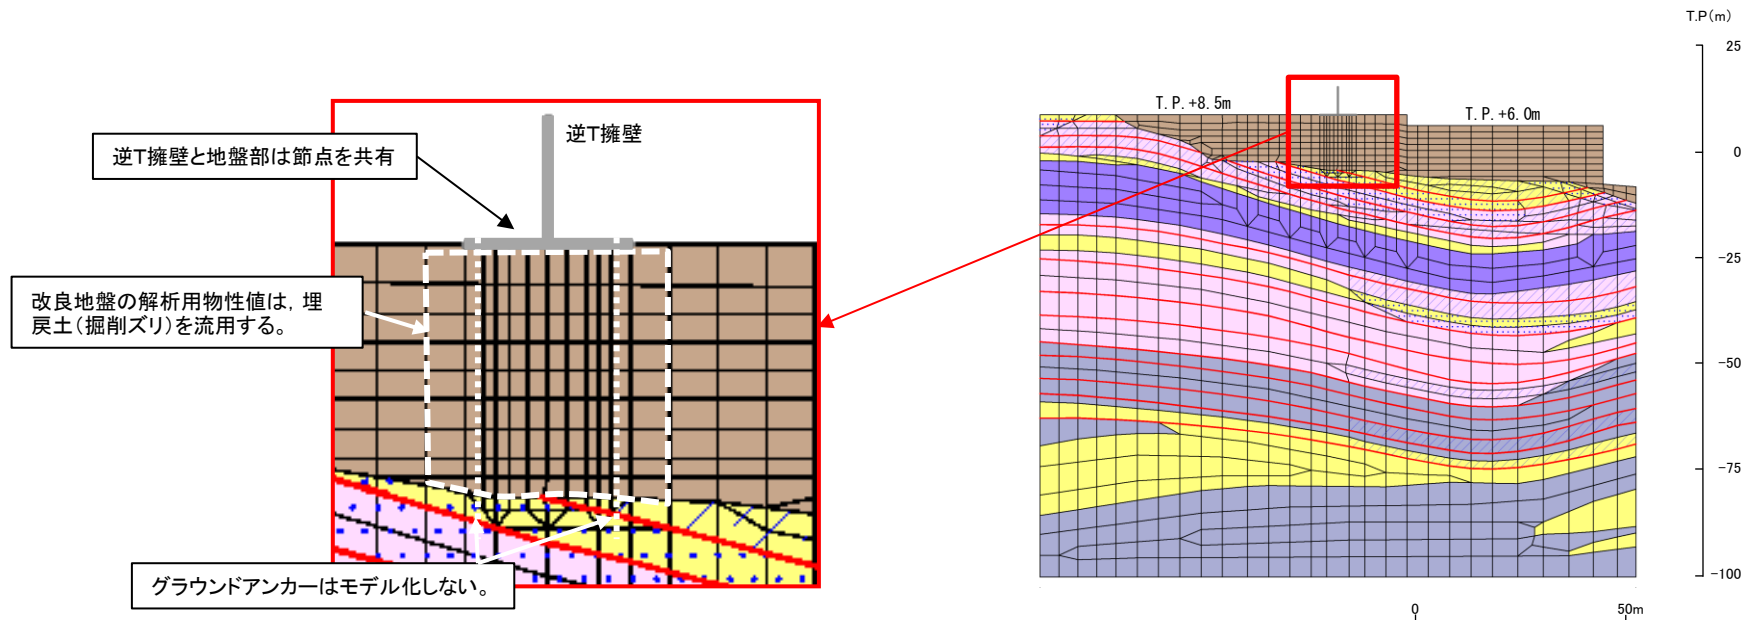 逆T擁壁と地盤部は節点を共有
逆T擁壁
改良地盤の解析用物性値は，埋
戻土（掘削ズリ）を流用する。
グラウンドアンカーはモデル化しない。
T.P（m）
T.P.+8.5m
T.P.+6.0m
25
0
-25
-50
-75
-100
0
50m